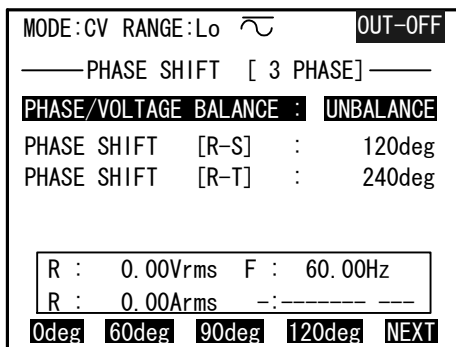 MODE:CV RANGE:Lo OUT-OFF
PHASE SHIFT [ 3 PHASE]
PHASE/VOLTAGE BALANCE : UNBALANCE
PHASE SHIFT [R-S] : 120deg
PHASE SHIFT [R-T] : 240deg
R : 0.00Vrms F : 60.00Hz
R : 0.00Arms -:------- ---
0deg 60deg 90deg 120deg NEXT